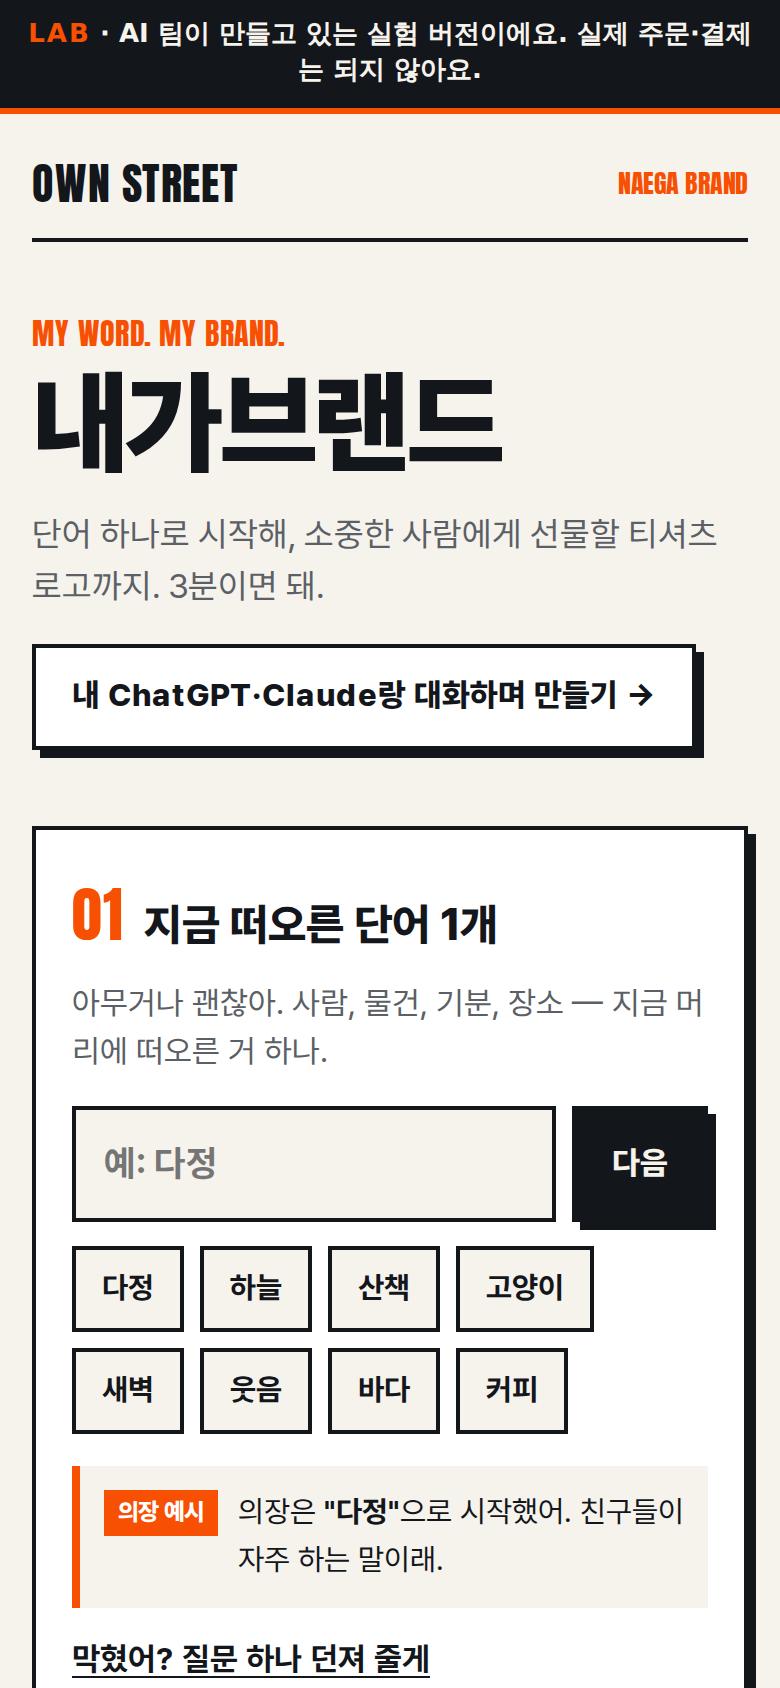 LAB · AI 팀이 만들고 있는 실험 버전이에요. 실제 주문·결제
는 되지 않아요.
OWN STREET
NAEGA BRAND
MY WORD. MY BRAND.
내가브랜드
단어 하나로 시작해, 소중한 사람에게 선물할 티셔츠
로고까지. 3분이면 돼.
내 ChatGPT·Claude랑 대화하며 만들기 →
01 지금 떠오른 단어 1개
아무거나 괜찮아. 사람, 물건, 기분, 장소 — 지금 머
리에 떠오른 거 하나.
예: 다정
다음
다정 하늘 산책 고양이
새벽 웃음 바다 커피
의장 예시 의장은 "다정"으로 시작했어. 친구들이
자주 하는 말이래.
막혔어? 질문 하나 던져 줄게